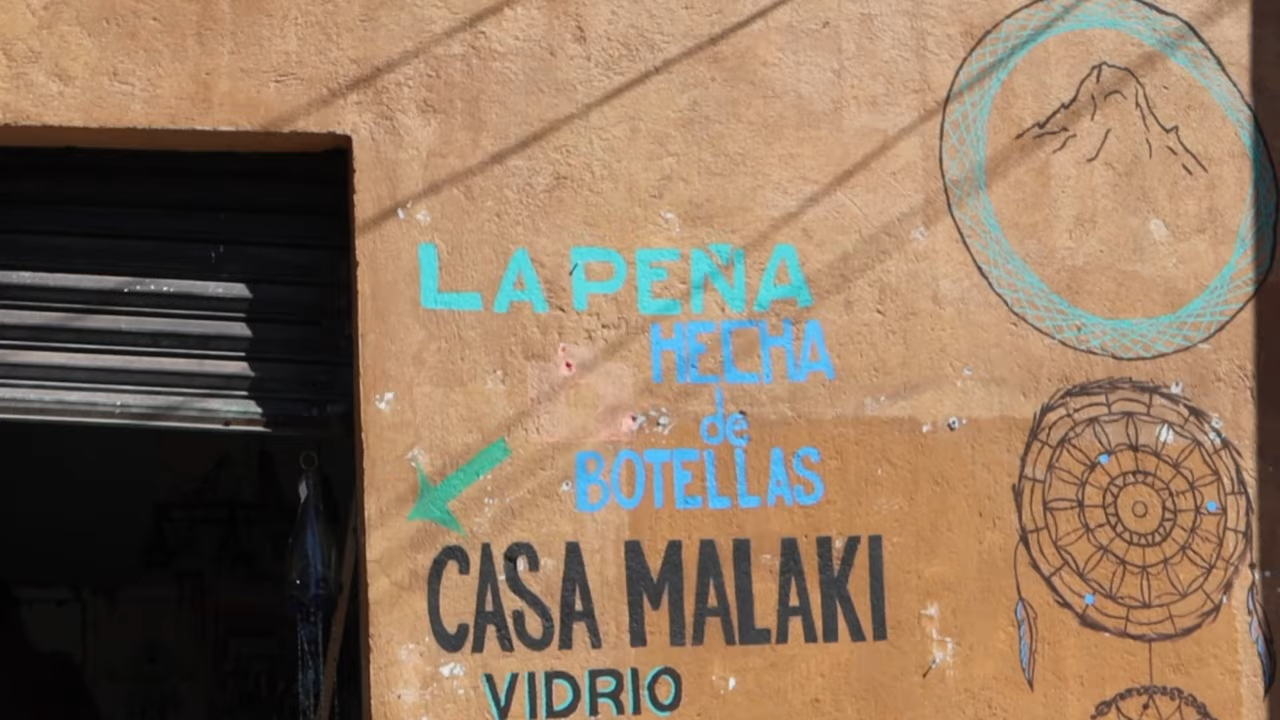 LA PEÑA
HECHA
de
BOTELLAS
CASA MALAKI
VIDRIO